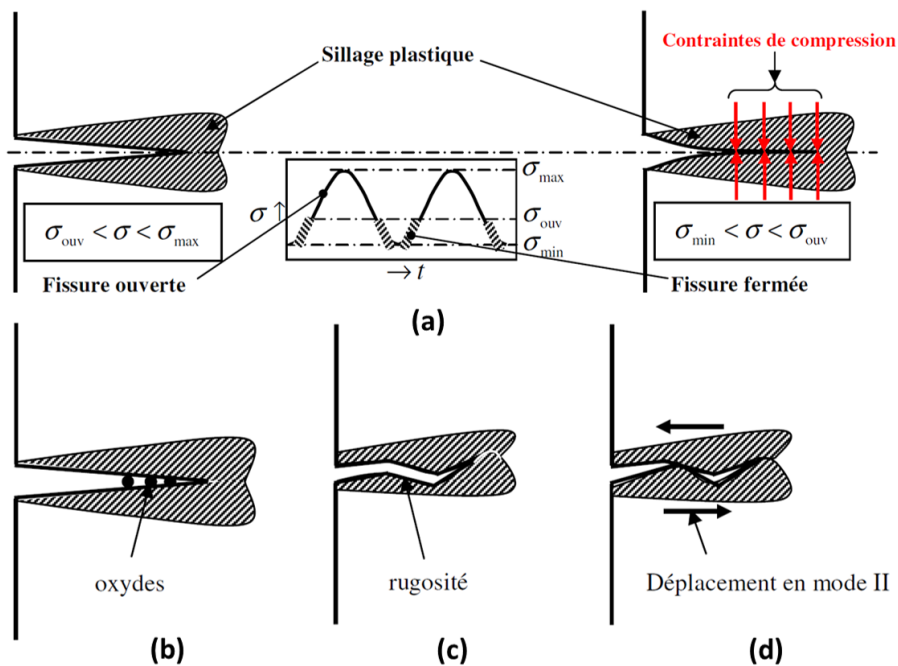 Sillage plastique
Contraintes de compression
σmax
σouv
σmin
σ ↑
→ t
σouv < σ < σmax
σmin < σ < σouv
Fissure ouverte
Fissure fermée
(a)
oxydes
rugosité
Déplacement en mode II
(b)
(c)
(d)